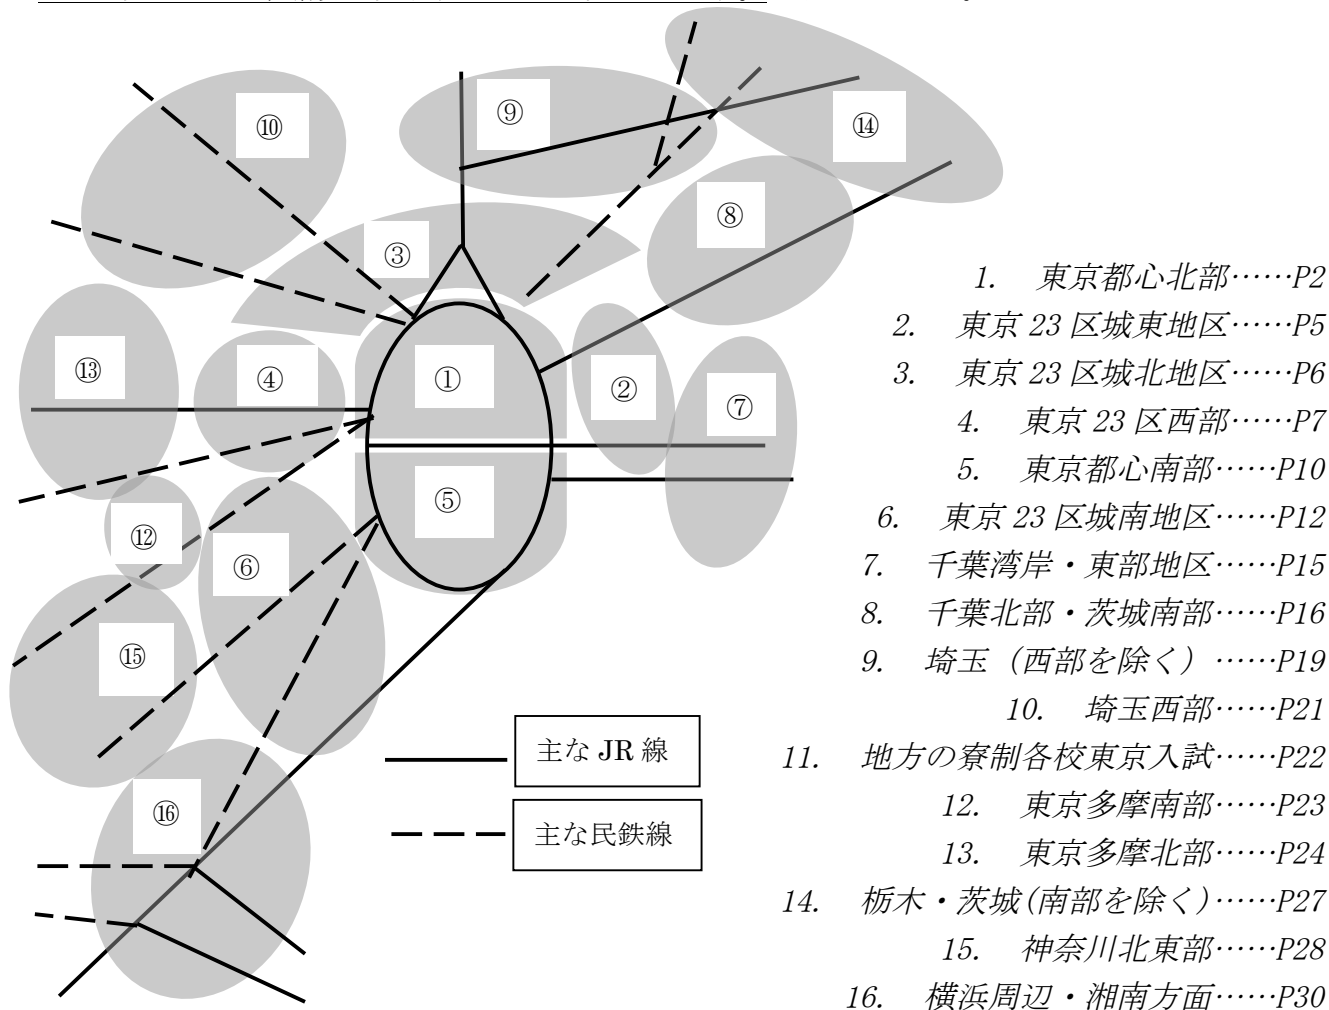 ⑩
⑨
⑭
⑧
③
⑬
④
①
②
⑦
⑤
⑫
⑥
⑮
⑯
主な JR 線
主な民鉄線
1. 東京都心北部……P2
2. 東京 23 区城東地区……P5
3. 東京 23 区城北地区……P6
4. 東京 23 区西部……P7
5. 東京都心南部……P10
6. 東京 23 区城南地区……P12
7. 千葉湾岸・東部地区……P15
8. 千葉北部・茨城南部……P16
9. 埼玉（西部を除く）……P19
10. 埼玉西部……P21
11. 地方の寮制各校東京入試……P22
12. 東京多摩南部……P23
13. 東京多摩北部……P24
14. 栃木・茨城(南部を除く)……P27
15. 神奈川北東部……P28
16. 横浜周辺・湘南方面……P30